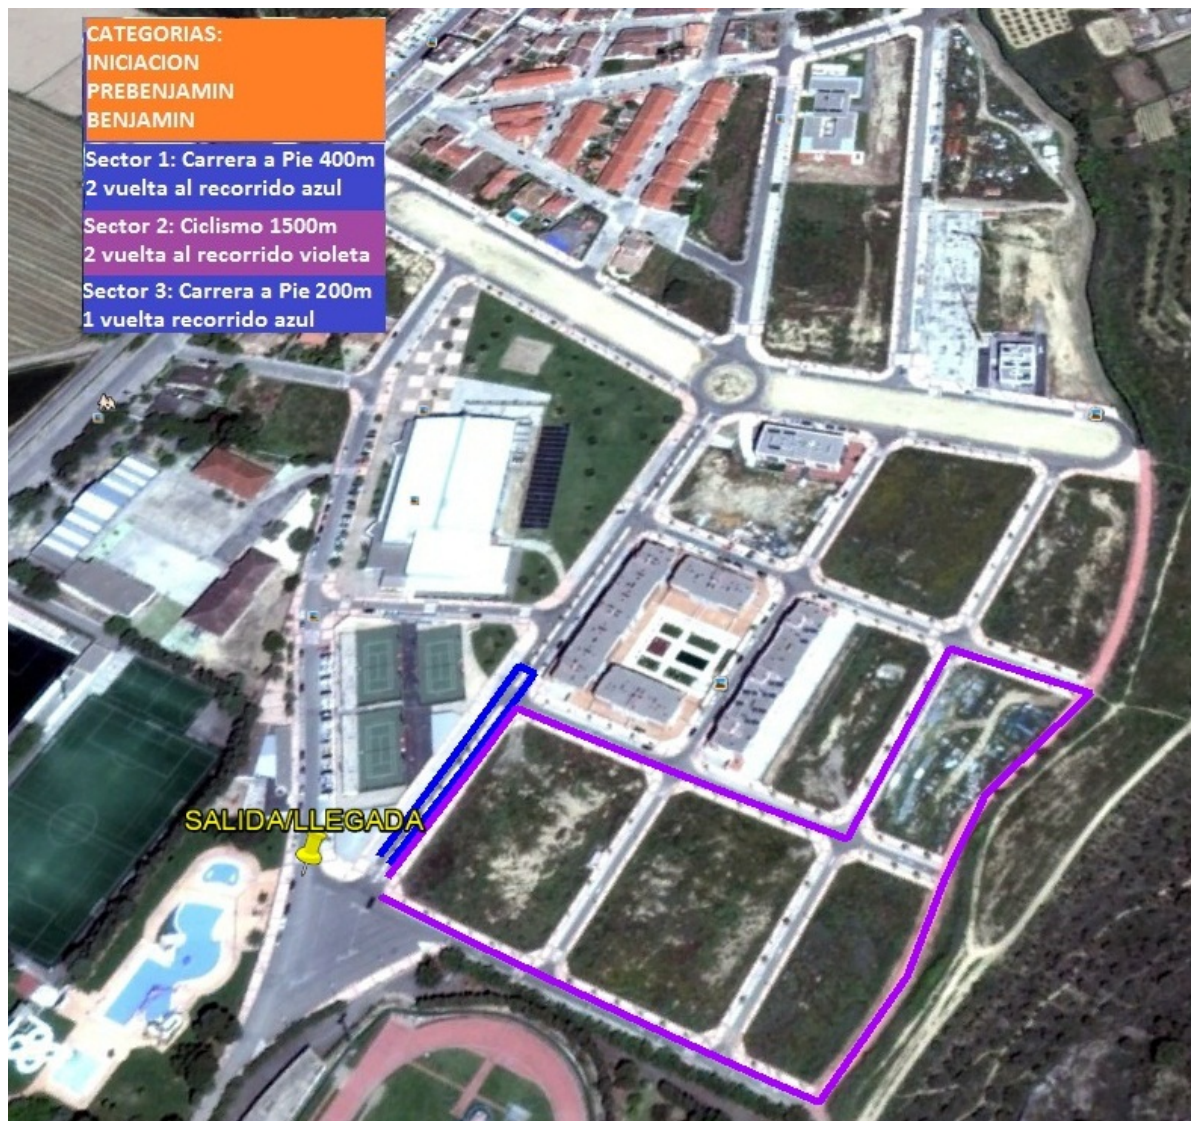 CATEGORIAS:
INICIACION
PREBENJAMIN
BENJAMIN
Sector 1: Carrera a Pie 400m
2 vuelta al recorrido azul
Sector 2: Ciclismo 1500m
2 vuelta al recorrido violeta
Sector 3: Carrera a Pie 200m
1 vuelta recorrido azul
SALIDA/LLEGADA